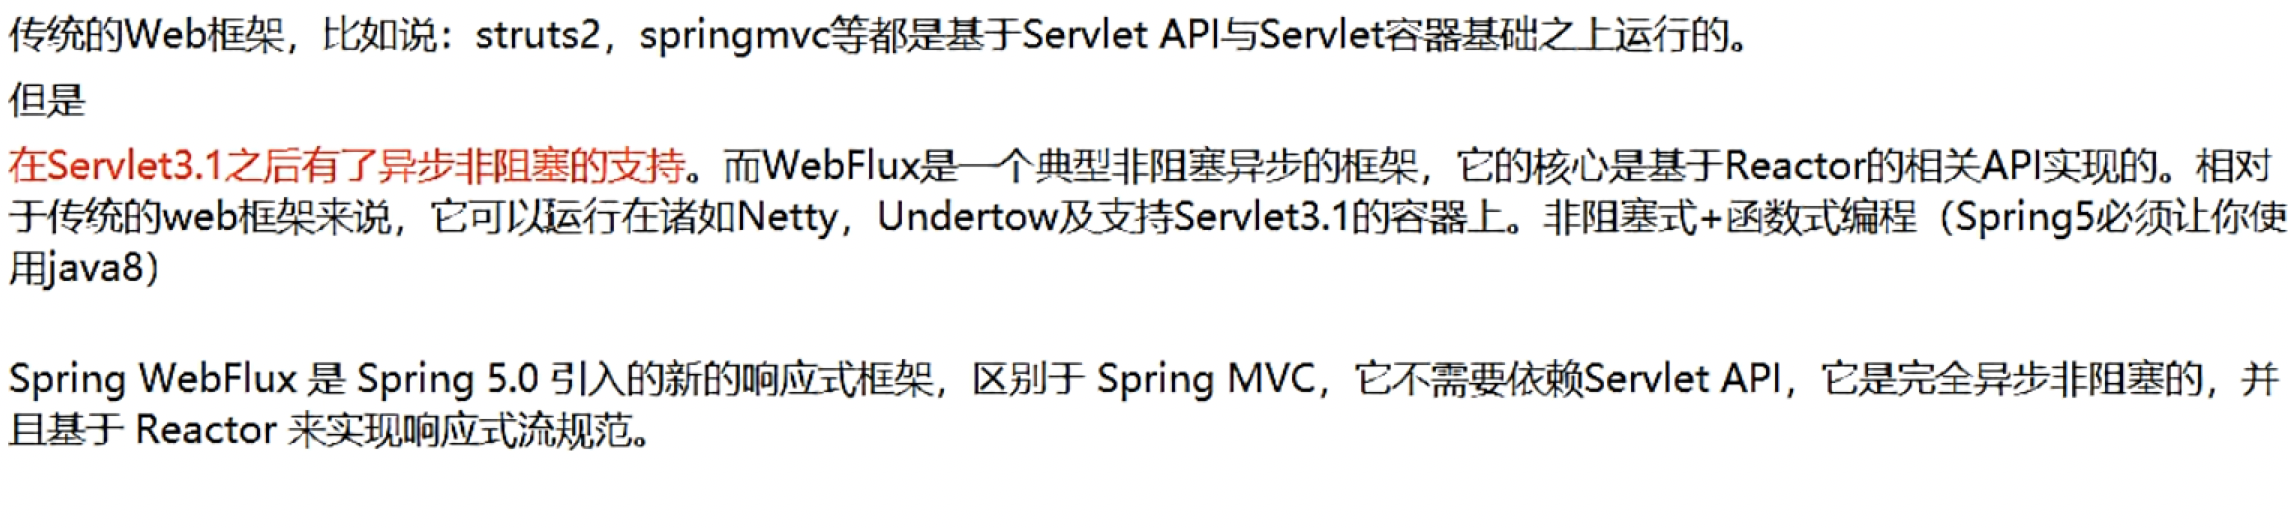 传统的Web框架，比如说：struts2，springmvc等都是基于Servlet API与Servlet容器基础之上运行的。
但是
在Servlet3.1之后有了异步非阻塞的支持。而WebFlux是一个典型非阻塞异步的框架，它的核心是基于Reactor的相关API实现的。相对
于传统的web框架来说，它可以运行在诸如Netty，Undertow及支持Servlet3.1的容器上。非阻塞式+函数式编程（Spring5必须让你使
用java8）
Spring WebFlux 是 Spring 5.0 引入的新的响应式框架，区别于 Spring MVC，它不需要依赖Servlet API，它是完全异步非阻塞的，并
且基于 Reactor 来实现响应式流规范。